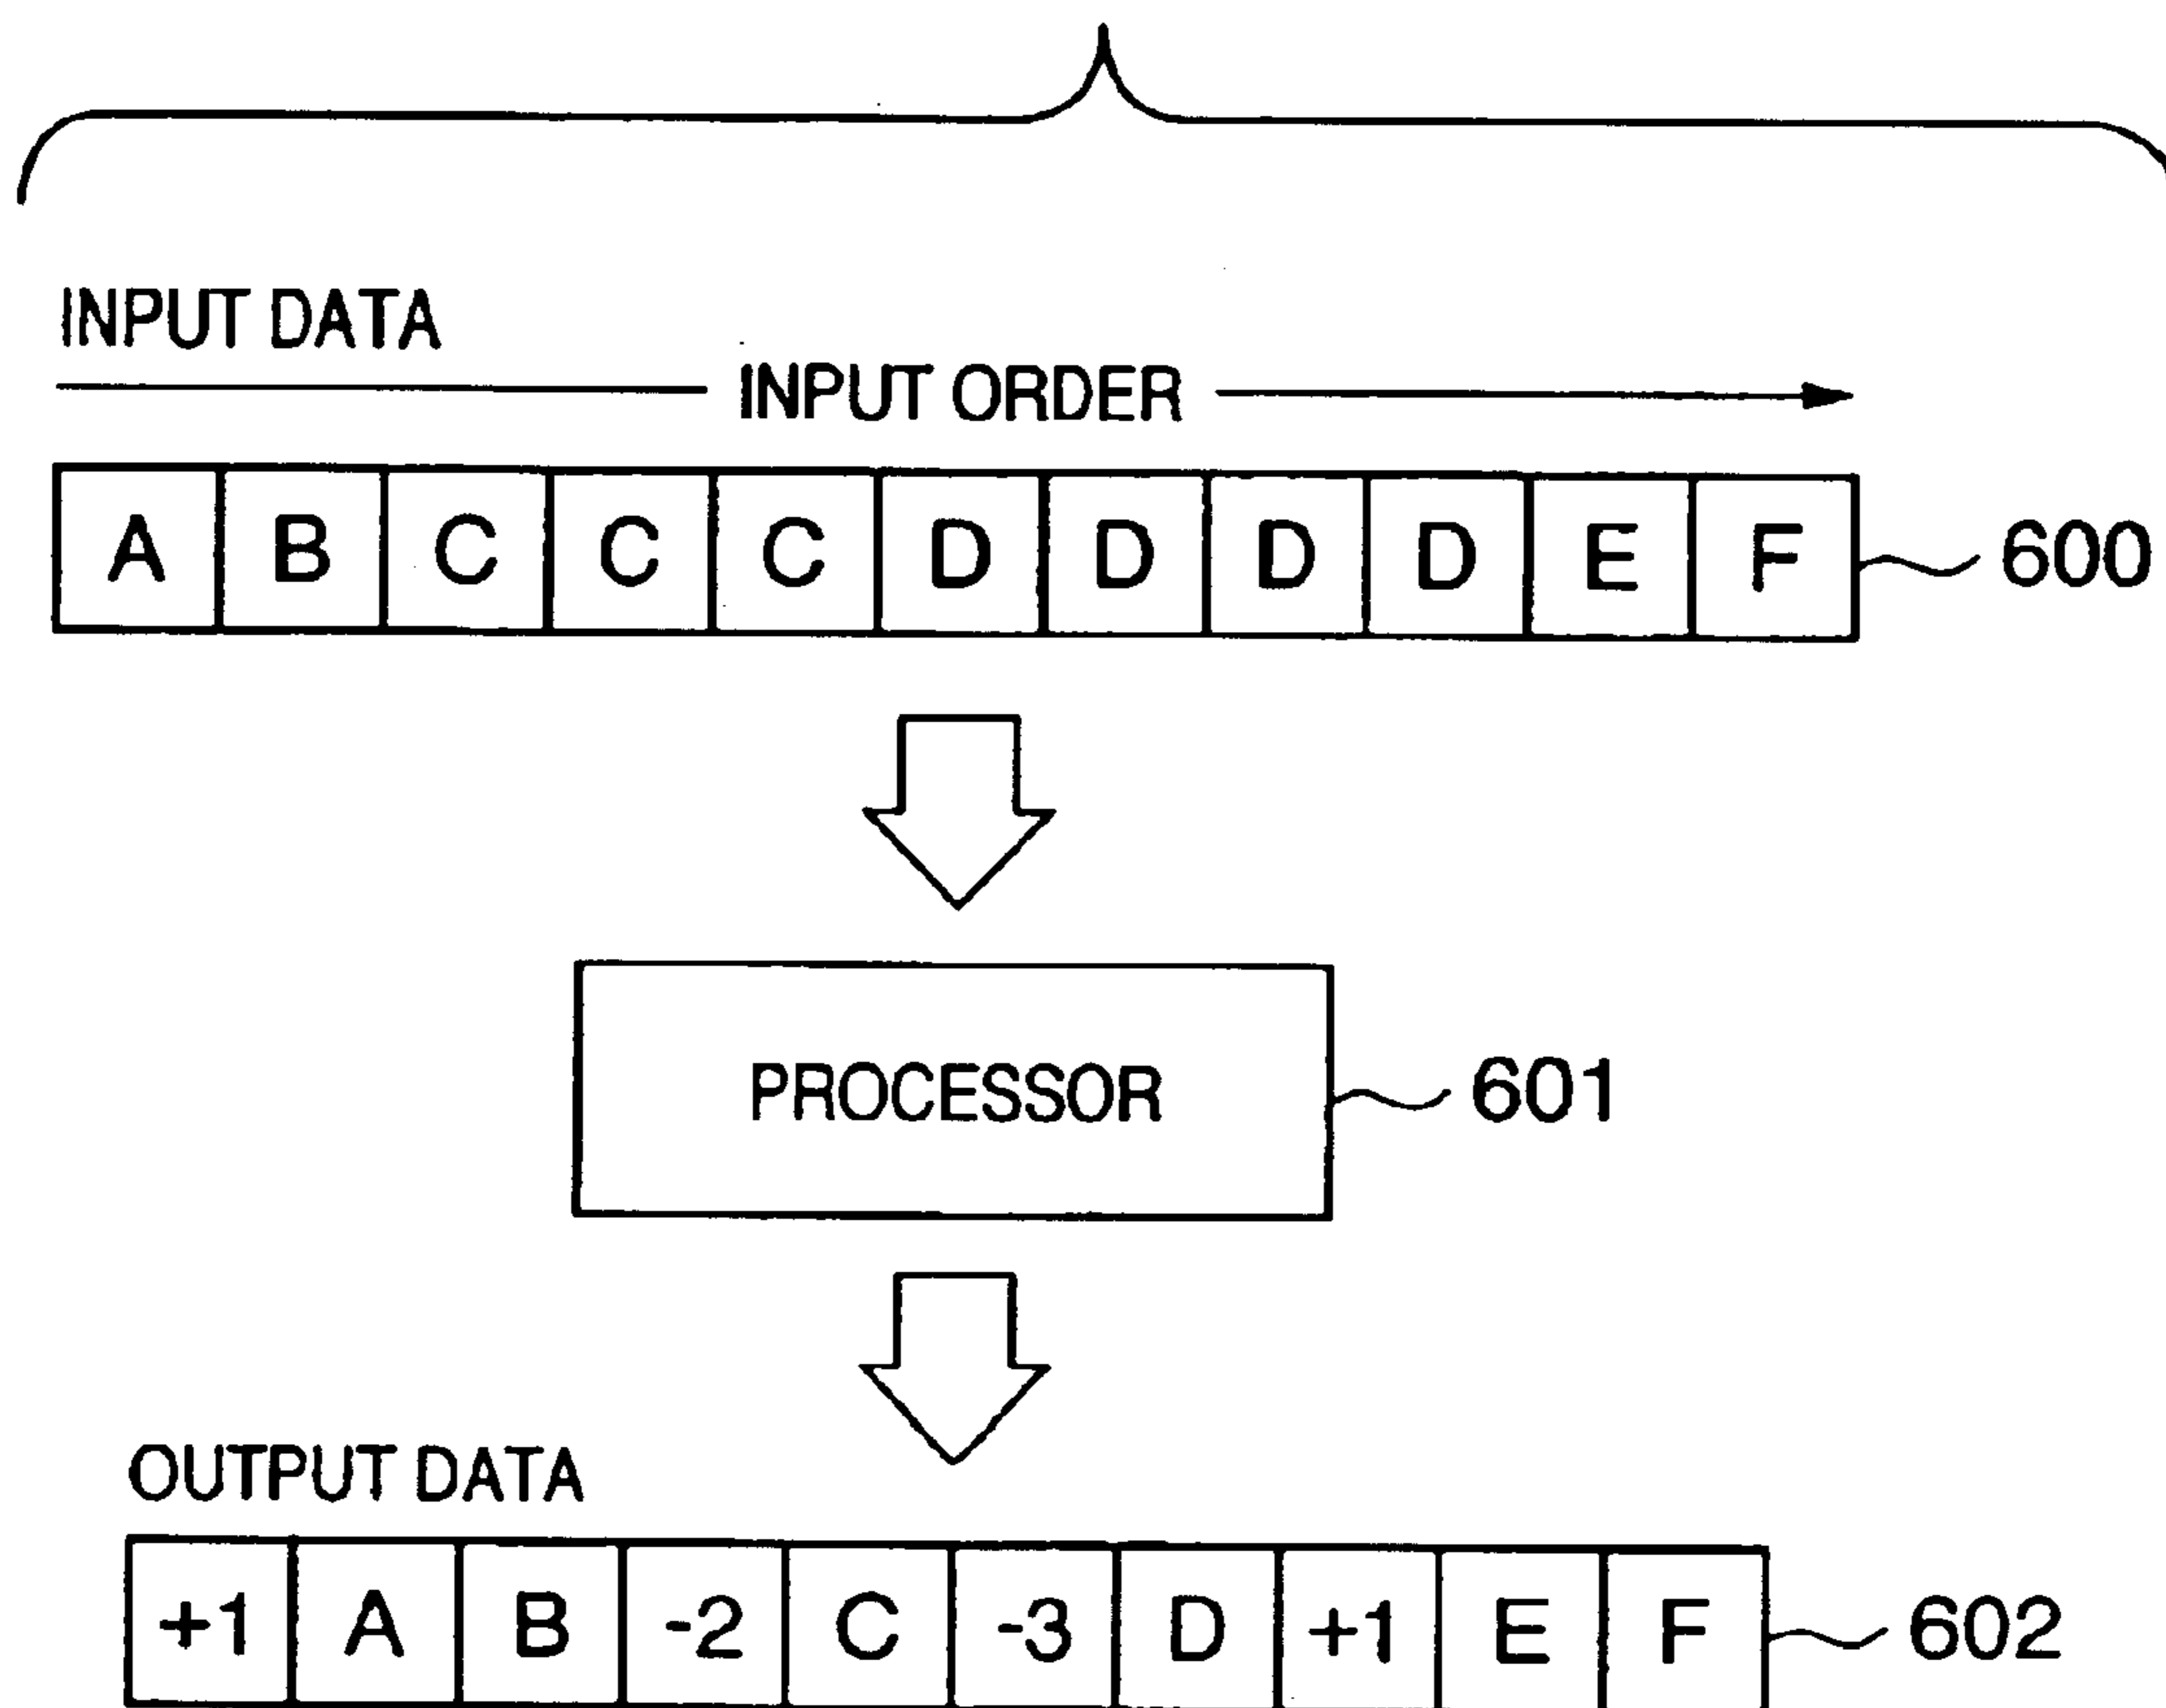 INPUT DATA
INPUT ORDER
A B C C C D D D D E F 600
PROCESSOR 601
OUTPUT DATA
+1 A B -2 C -3 D +1 E F 602